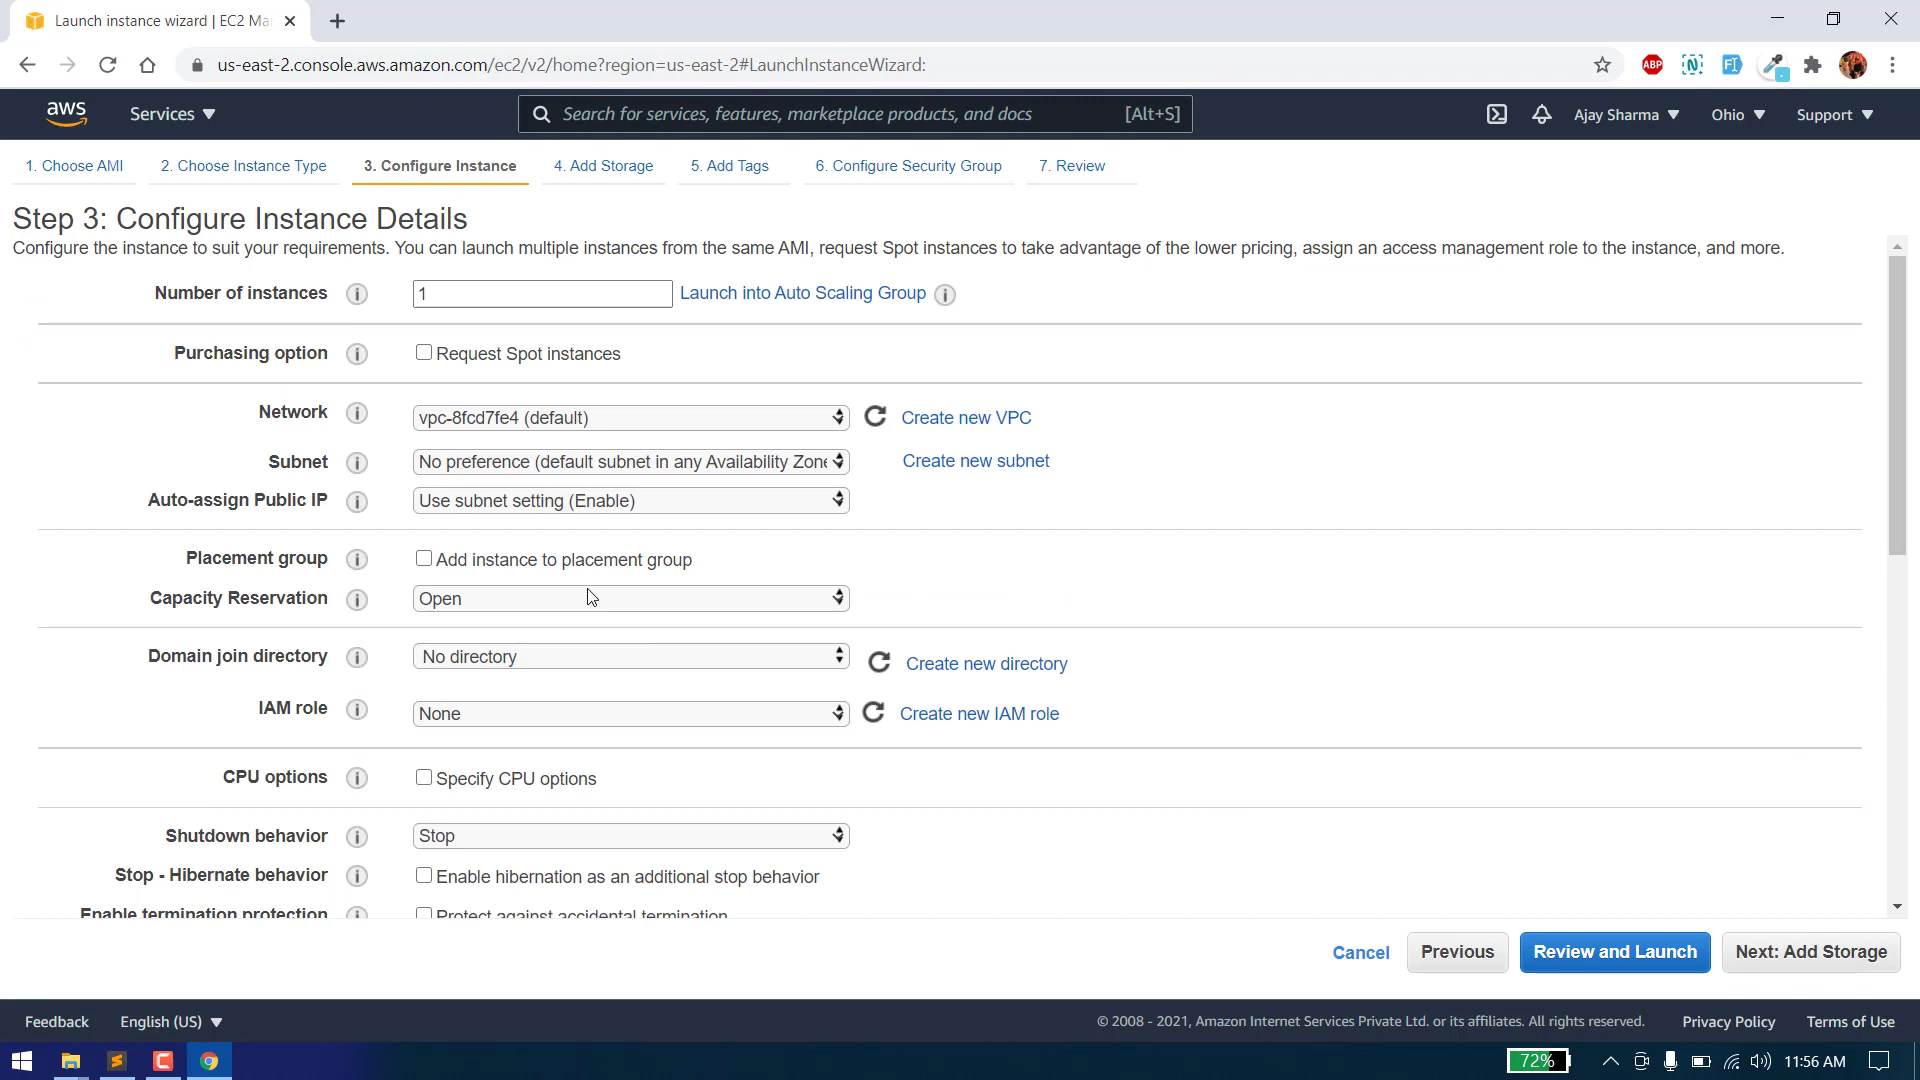 Launch instance wizard | EC2 Ma
us-east-2.console.aws.amazon.com/ec2/v2/home?region=us-east-2#LaunchInstanceWizard:
ABP
aws
Services
Search for services, features, marketplace products, and docs
[Alt+S]
Ajay Sharma
Ohio
Support
1. Choose AMI
2. Choose Instance Type
3. Configure Instance
4. Add Storage
5. Add Tags
6. Configure Security Group
7. Review
Step 3: Configure Instance Details
Configure the instance to suit your requirements. You can launch multiple instances from the same AMI, request Spot instances to take advantage of the lower pricing, assign an access management role to the instance, and more.
Number of instances
1
Launch into Auto Scaling Group
Purchasing option
Request Spot instances
Network
vpc-8fcd7fe4 (default)
Create new VPC
Subnet
No preference (default subnet in any Availability Zone
Create new subnet
Auto-assign Public IP
Use subnet setting (Enable)
Placement group
Add instance to placement group
Capacity Reservation
Open
Domain join directory
No directory
Create new directory
IAM role
None
Create new IAM role
CPU options
Specify CPU options
Shutdown behavior
Stop
Stop - Hibernate behavior
Enable hibernation as an additional stop behavior
Enable termination protection
Protect against accidental termination
Cancel
Previous
Review and Launch
Next: Add Storage
Feedback
English (US)
© 2008 - 2021, Amazon Internet Services Private Ltd. or its affiliates. All rights reserved.
Privacy Policy
Terms of Use
72%
11:56 AM